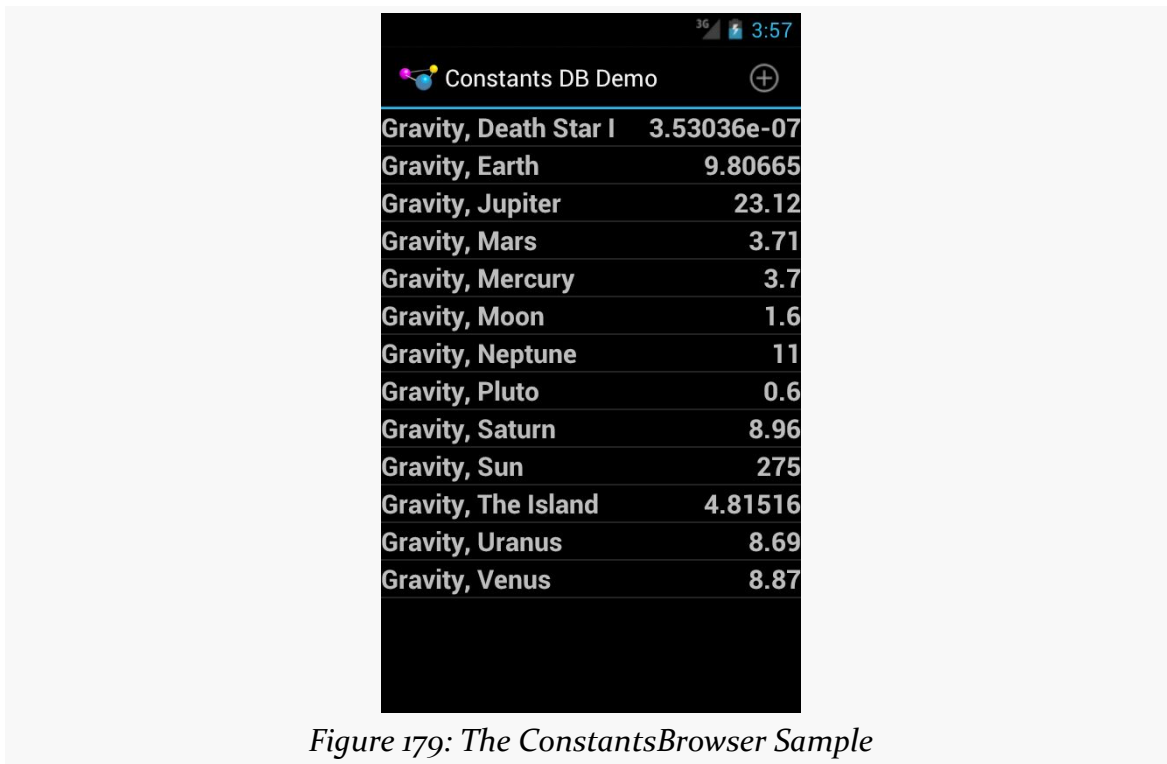 3G 3:57
Constants DB Demo
Gravity, Death Star I 3.53036e-07
Gravity, Earth 9.80665
Gravity, Jupiter 23.12
Gravity, Mars 3.71
Gravity, Mercury 3.7
Gravity, Moon 1.6
Gravity, Neptune 11
Gravity, Pluto 0.6
Gravity, Saturn 8.96
Gravity, Sun 275
Gravity, The Island 4.81516
Gravity, Uranus 8.69
Gravity, Venus 8.87
Figure 179: The ConstantsBrowser Sample